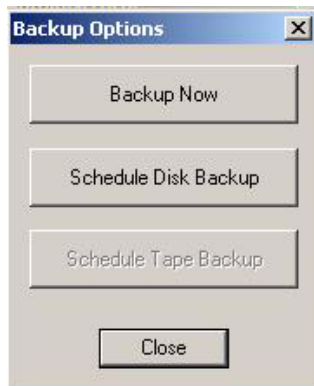 Backup Options
Backup Now
Schedule Disk Backup
Schedule Tape Backup
Close